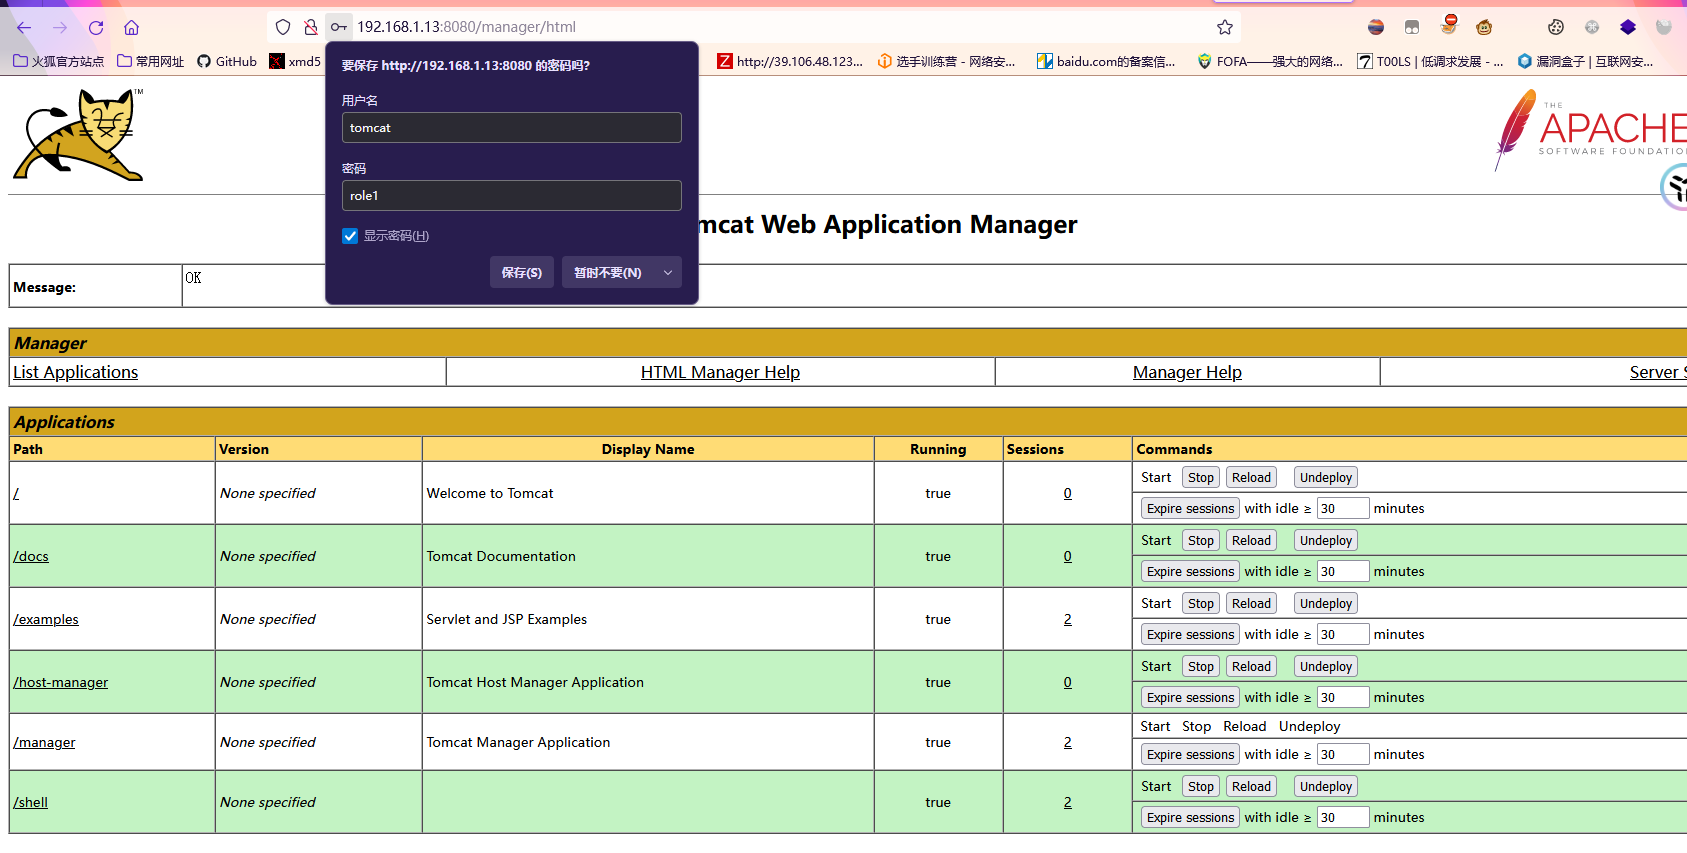 192.168.1.13:8080/manager/html
火狐官方站点 常用网址 GitHub xmd5 http://39.106.48.123... 选手训练营 - 网络安... baidu.com的备案信... FOFA——强大的网络... T00LS | 低调求发展 - ... 漏洞盒子 | 互联网安...
要保存 http://192.168.1.13:8080 的密码吗?
用户名
tomcat
密码
role1
显示密码(H)
保存(S) 暂时不要(N)
TM
THE
APACHE
SOFTWARE FOUNDATIO
mcat Web Application Manager
Message: OK
Manager
List Applications HTML Manager Help Manager Help Server S
Applications
Path Version Display Name Running Sessions Commands
/ None specified Welcome to Tomcat true 0 Start Stop Reload Undeploy
Expire sessions with idle ≥ 30 minutes
/docs None specified Tomcat Documentation true 0 Start Stop Reload Undeploy
Expire sessions with idle ≥ 30 minutes
/examples None specified Servlet and JSP Examples true 2 Start Stop Reload Undeploy
Expire sessions with idle ≥ 30 minutes
/host-manager None specified Tomcat Host Manager Application true 0 Start Stop Reload Undeploy
Expire sessions with idle ≥ 30 minutes
/manager None specified Tomcat Manager Application true 2 Start Stop Reload Undeploy
Expire sessions with idle ≥ 30 minutes
/shell None specified true 2 Start Stop Reload Undeploy
Expire sessions with idle ≥ 30 minutes